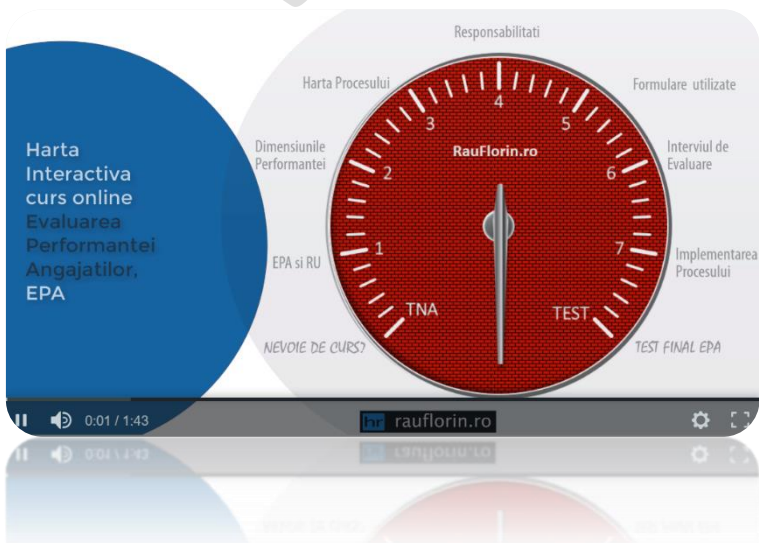 Harta
Interactiva
curs online
Evaluarea
Performantei
Angajatilor,
EPA
Responsabilitati
Harta Procesului
Formulare utilizate
Dimensiunile
Performantei
Interviul de
Evaluare
EPA si RU
Implementarea
Procesului
NEVOIE DE CURS?
TEST FINAL EPA
RauFlorin.ro
1
2
3
4
5
6
7
TNA
TEST
0:01 / 1:43
hr rauflorin.ro